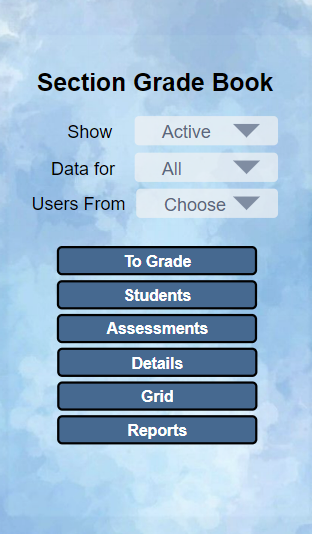 Section Grade Book
Show Active
Data for All
Users From Choose
To Grade
Students
Assessments
Details
Grid
Reports